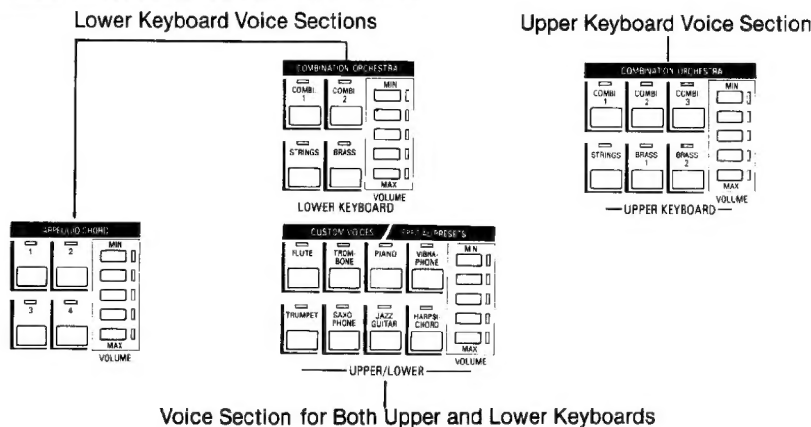 Lower Keyboard Voice Sections
Upper Keyboard Voice Section
COMBINATION ORCHESTRA
COMBI. 1
COMBI 2
MIN
STRINGS
BRASS
MAX
LOWER KEYBOARD
VOLUME
COMBINATION ORCHESTRA
COMBI 1
COMBI 2
COMBI 3
MIN
STRINGS
BRASS 1
BRASS 2
MAX
VOLUME
UPPER KEYBOARD
ARPEGGIO CHORD
1
2
MIN
3
4
MAX
VOLUME
CUSTOM VOICES / SPECIAL PRESETS
FLUTE
TROM-
BONE
PIANO
VIBRA-
PHONE
MIN
TRUMPET
SAXO
PHONE
JAZZ
GUITAR
HARPSI
CHORD
MAX
VOLUME
UPPER/LOWER
Voice Section for Both Upper and Lower Keyboards